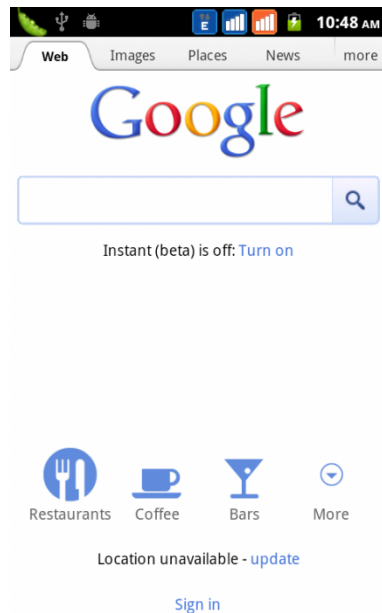 E 10:48 AM
Web Images Places News more
Google
Instant (beta) is off: Turn on
Restaurants Coffee Bars More
Location unavailable - update
Sign in